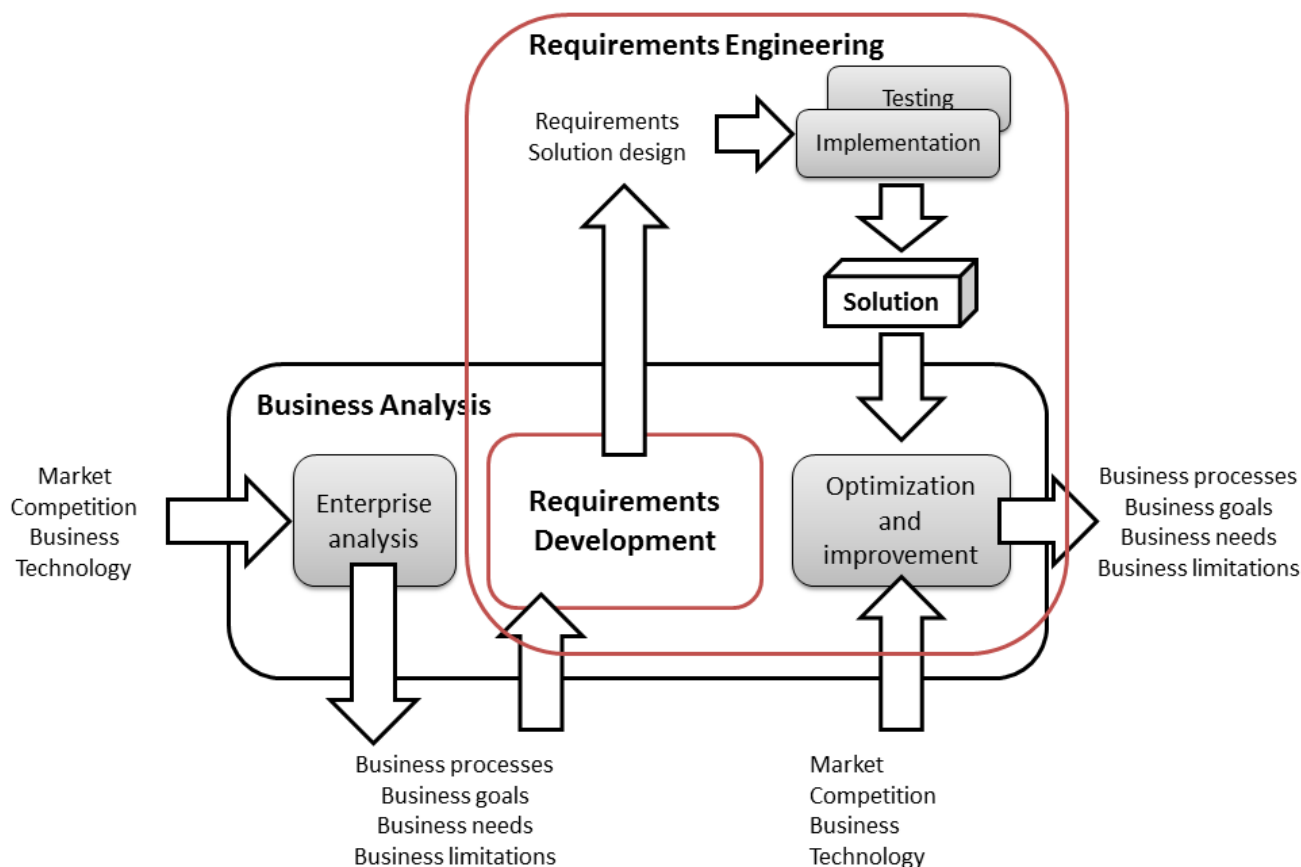 Requirements Engineering
Testing
Requirements
Solution design
Implementation
Solution
Business Analysis
Market
Competition
Business
Technology
Enterprise
analysis
Requirements
Development
Optimization
and
improvement
Business processes
Business goals
Business needs
Business limitations
Business processes
Business goals
Business needs
Business limitations
Market
Competition
Business
Technology